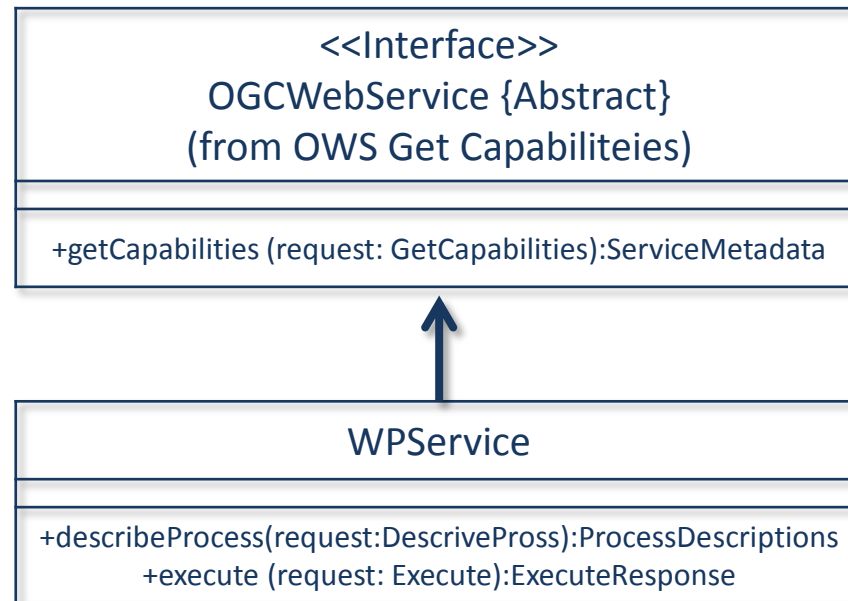 <<Interface>>
OGCWebService {Abstract}
(from OWS Get Capabiliteies)
+getCapabilities (request: GetCapabilities):ServiceMetadata
WPService
+describeProcess(request:DescrivePross):ProcessDescriptions
+execute (request: Execute):ExecuteResponse